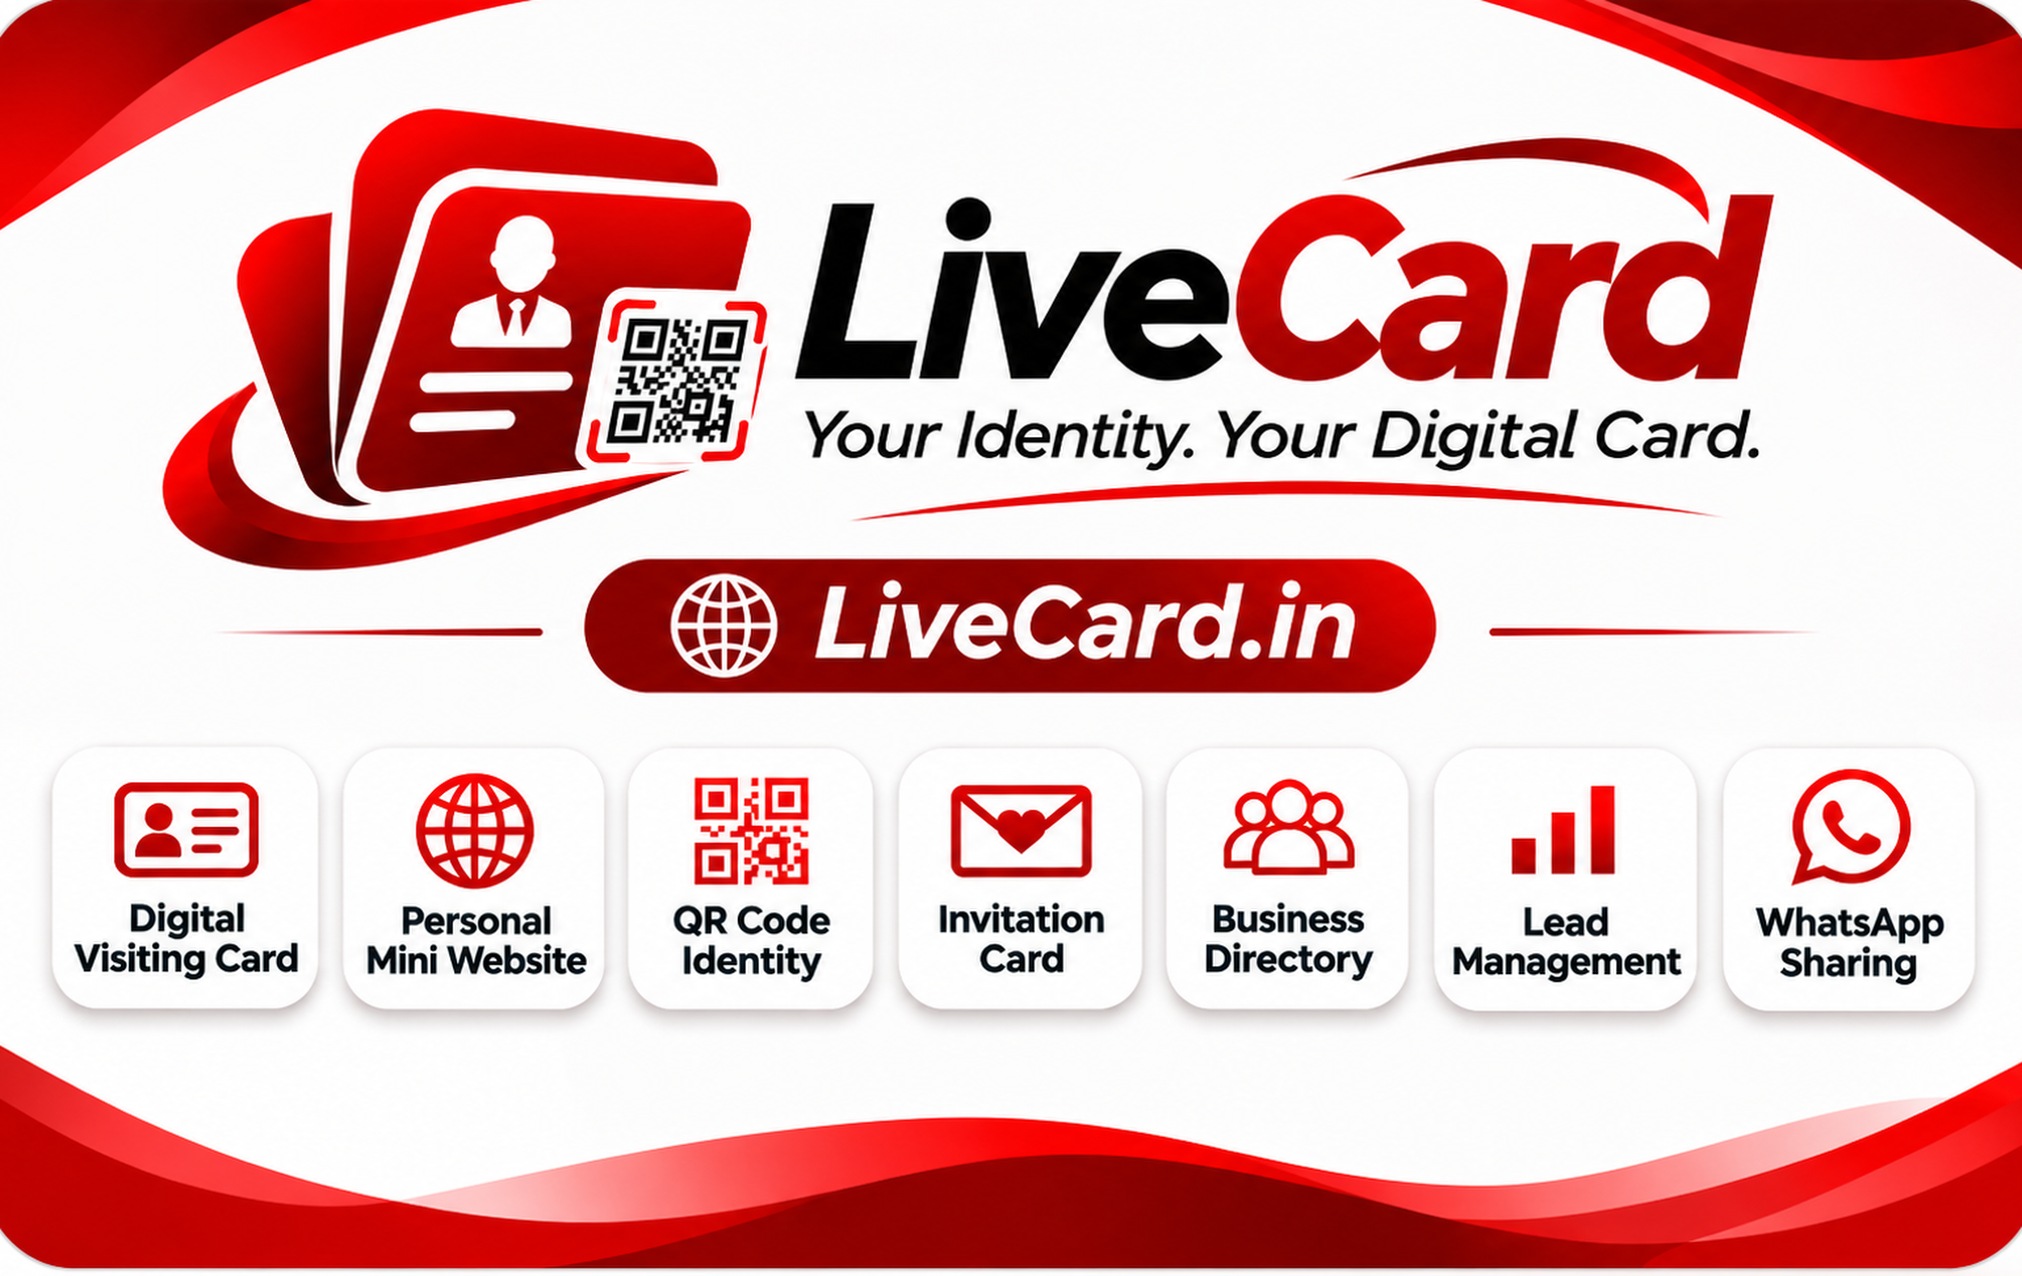 LiveCard
Your Identity. Your Digital Card.
LiveCard.in
Digital
Visiting Card
Personal
Mini Website
QR Code
Identity
Invitation
Card
Business
Directory
Lead
Management
WhatsApp
Sharing